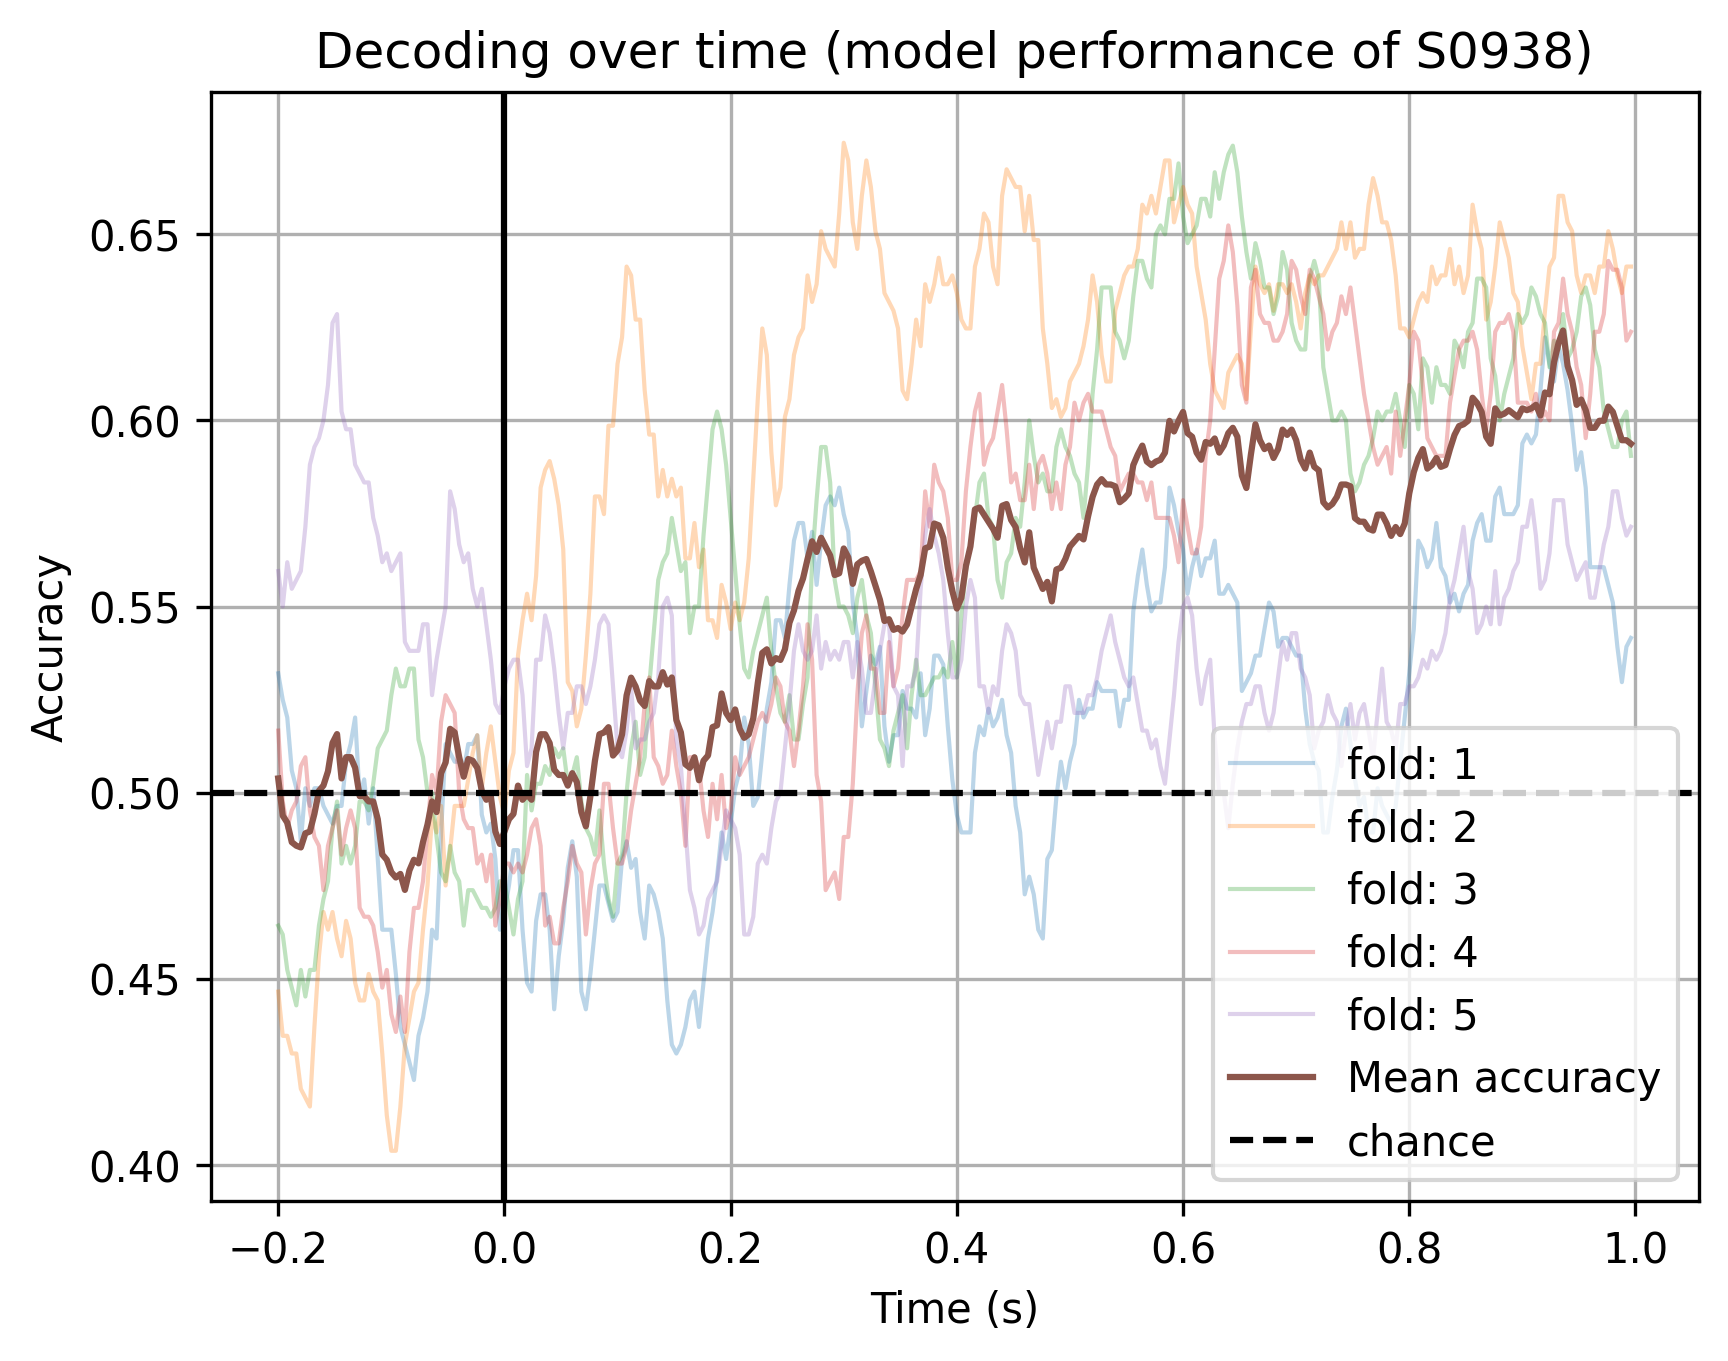 Decoding over time (model performance of S0938)
Accuracy
0.65
0.60
0.55
0.50
0.45
0.40
−0.2
0.0
0.2
0.4
0.6
0.8
1.0
Time (s)
fold: 1
fold: 2
fold: 3
fold: 4
fold: 5
Mean accuracy
chance